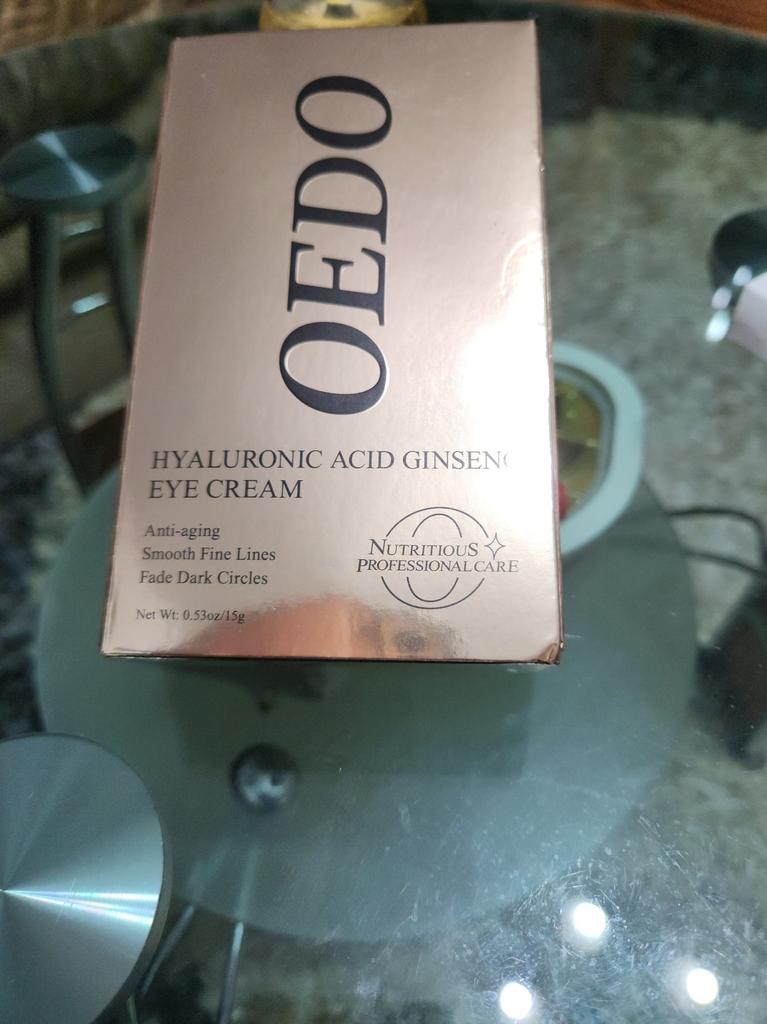 OEDO
HYALURONIC ACID GINSENG
EYE CREAM
Anti-aging
Smooth Fine Lines
Fade Dark Circles
Net Wt: 0.53oz/15g
NUTRITIOUS
PROFESSIONAL CARE